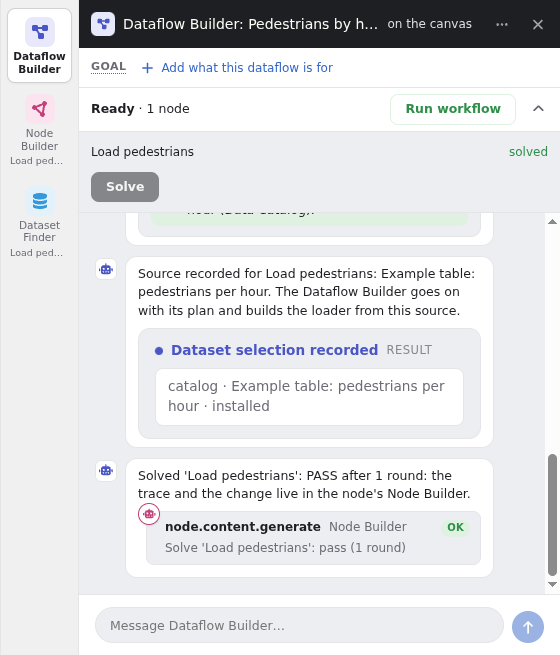 Dataflow Builder
Node Builder
Load ped...
Dataset Finder
Load ped...
Dataflow Builder: Pedestrians by h... on the canvas
GOAL + Add what this dataflow is for
Ready · 1 node
Run workflow
Load pedestrians
solved
Solve
hour (Data Catalog).
Source recorded for Load pedestrians: Example table:
pedestrians per hour. The Dataflow Builder goes on
with its plan and builds the loader from this source.
Dataset selection recorded RESULT
catalog · Example table: pedestrians per
hour · installed
Solved 'Load pedestrians': PASS after 1 round: the
trace and the change live in the node's Node Builder.
node.content.generate Node Builder OK
Solve 'Load pedestrians': pass (1 round)
Message Dataflow Builder...